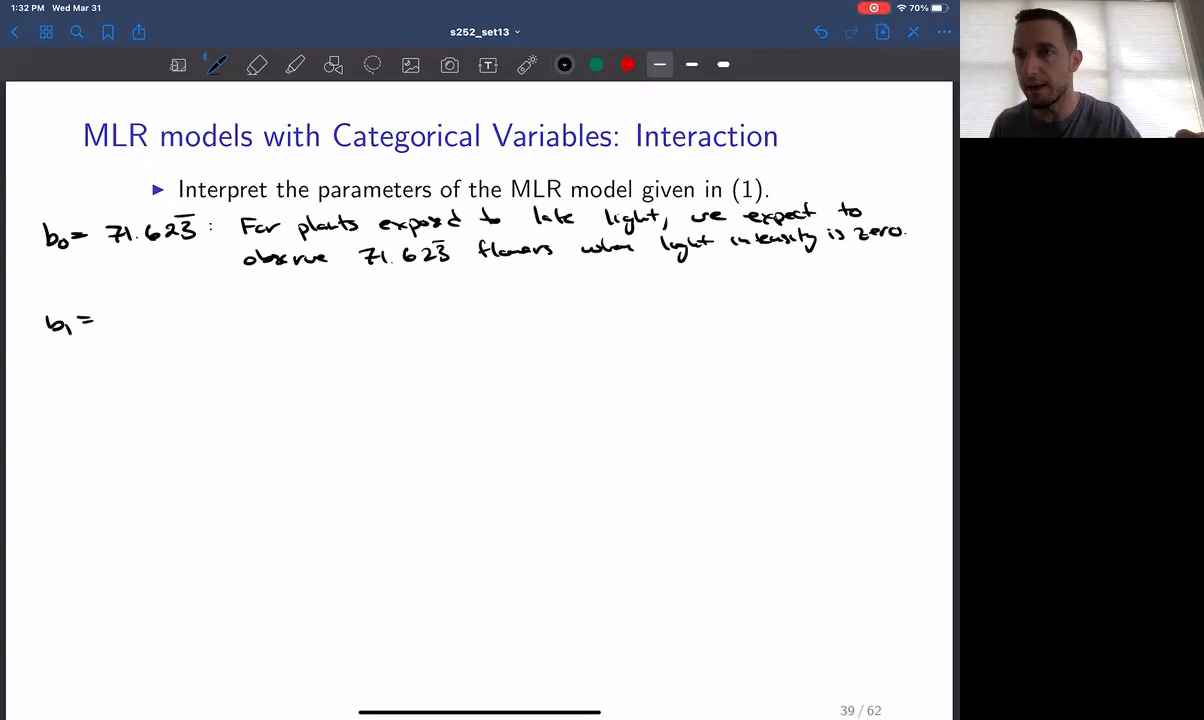 1:32 PM Wed Mar 31
70%
s252_set13
T
MLR models with Categorical Variables: Interaction
Interpret the parameters of the MLR model given in (1).
b₀ = 71.623̅ : For plants exposed to late light, we expect to
observe 71.623̅ flowers when light intensity is zero.
b₁ =
39 / 62